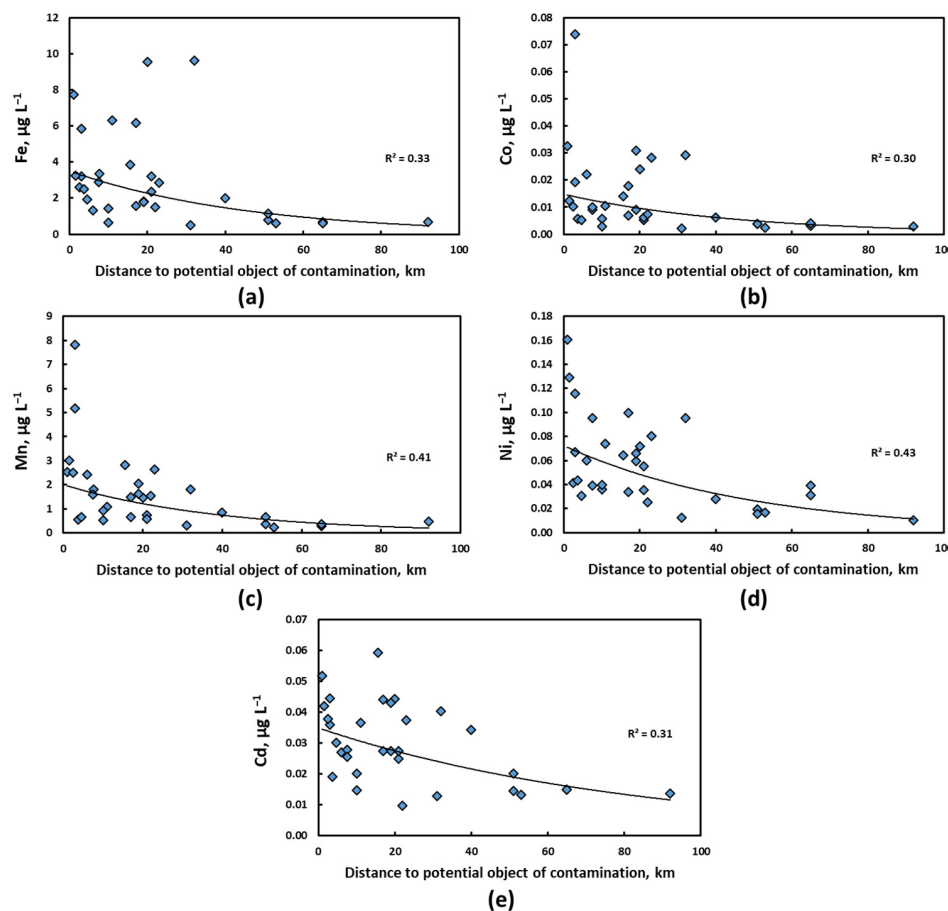 12
10
8
6
4
2
0
Fe, µg L⁻¹
R² = 0.33
0 20 40 60 80 100
Distance to potential object of contamination, km
(a)
0.08
0.07
0.06
0.05
0.04
0.03
0.02
0.01
0.00
Co, µg L⁻¹
R² = 0.30
0 20 40 60 80 100
Distance to potential object of contamination, km
(b)
9
8
7
6
5
4
3
2
1
0
Mn, µg L⁻¹
R² = 0.41
0 20 40 60 80 100
Distance to potential object of contamination, km
(c)
0.18
0.16
0.14
0.12
0.10
0.08
0.06
0.04
0.02
0.00
Ni, µg L⁻¹
R² = 0.43
0 20 40 60 80 100
Distance to potential object of contamination, km
(d)
0.07
0.06
0.05
0.04
0.03
0.02
0.01
0.00
Cd, µg L⁻¹
R² = 0.31
0 20 40 60 80 100
Distance to potential object of contamination, km
(e)